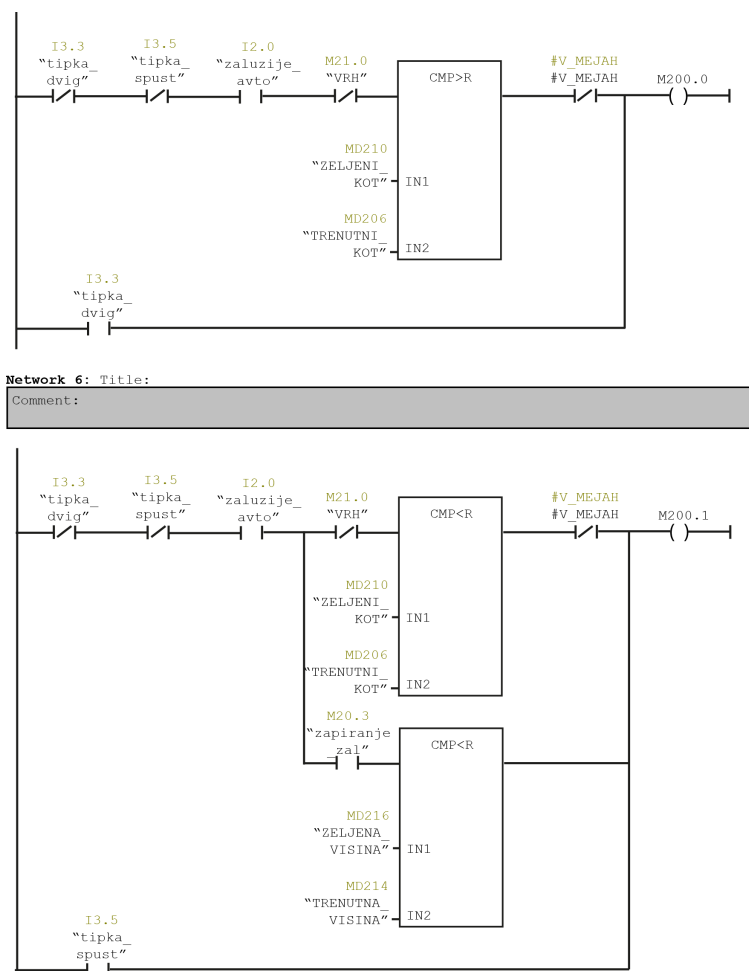 I3.3
“tipka_
dvig”
I3.5
“tipka_
spust”
I2.0
“zaluzije_
avto”
M21.0
“VRH”
CMP>R
#V_MEJAH
#V_MEJAH
M200.0
MD210
“ZELJENI_
KOT”
IN1
MD206
“TRENUTNI_
KOT”
IN2
I3.3
“tipka_
dvig”
Network 6: Title:
Comment:
I3.3
“tipka_
dvig”
I3.5
“tipka_
spust”
I2.0
“zaluzije_
avto”
M21.0
“VRH”
CMP<R
#V_MEJAH
#V_MEJAH
M200.1
MD210
“ZELJENI_
KOT”
IN1
MD206
“TRENUTNI_
KOT”
IN2
M20.3
“zapiranje
_zal”
CMP<R
MD216
“ZELJENA_
VISINA”
IN1
MD214
“TRENUTNA_
VISINA”
IN2
I3.5
“tipka_
spust”